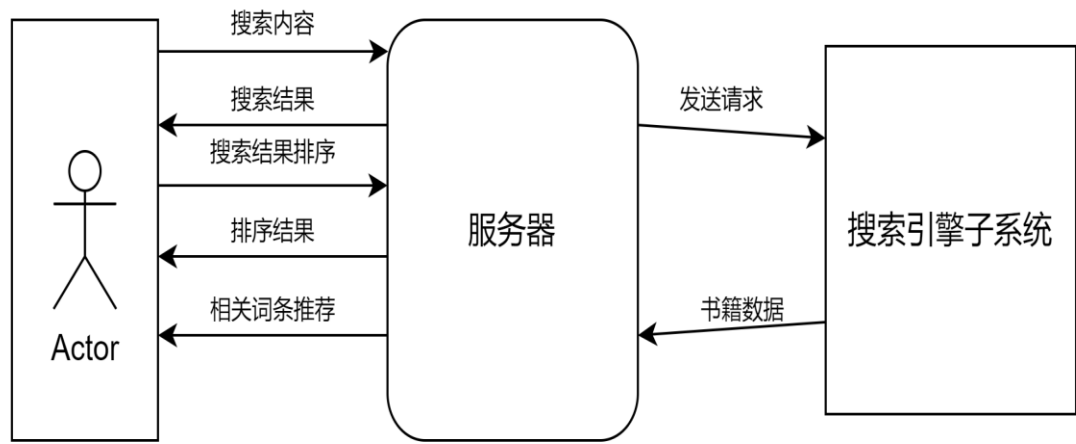 搜索内容
搜索结果
搜索结果排序
排序结果
相关词条推荐
Actor
服务器
发送请求
书籍数据
搜索引擎子系统